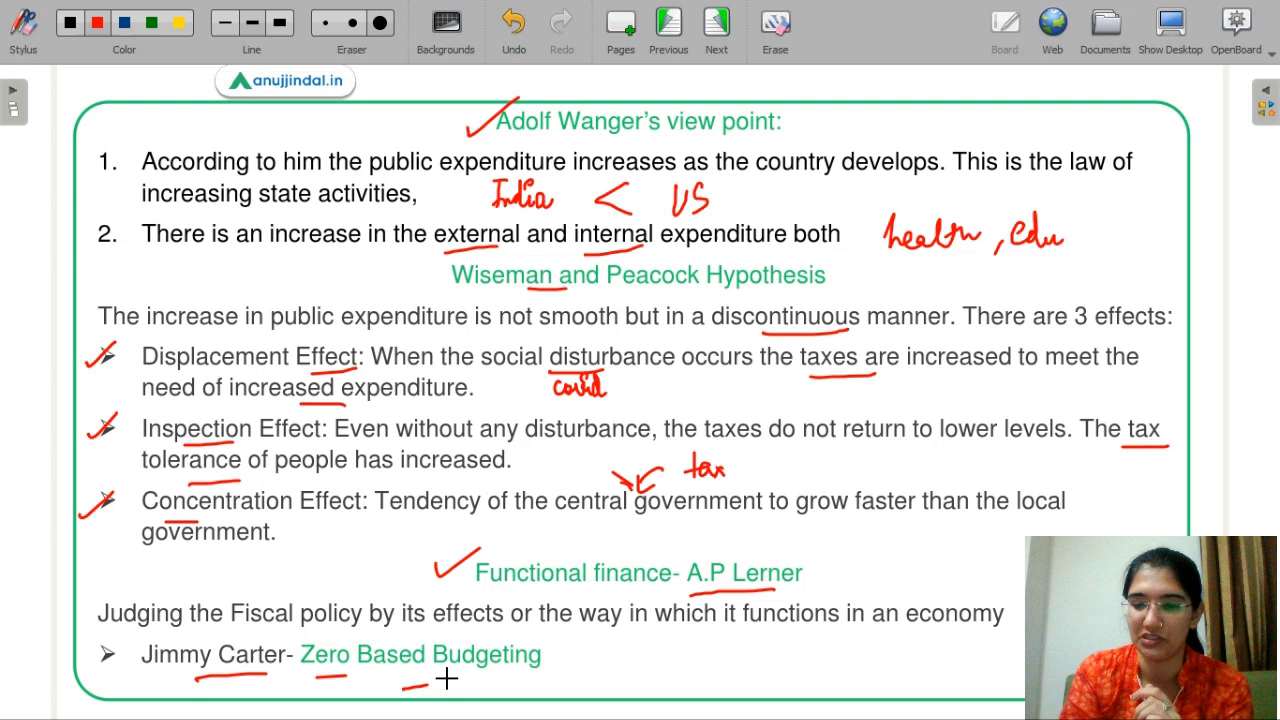 Stylus
Color
Line
Eraser
Backgrounds
Undo
Redo
Pages
Previous
Next
Erase
Board
Web
Documents
Show Desktop
OpenBoard
anujjindal.in
Adolf Wanger's view point:
1. According to him the public expenditure increases as the country develops. This is the law of
increasing state activities,
India < US
2. There is an increase in the external and internal expenditure both
health, edu
Wiseman and Peacock Hypothesis
The increase in public expenditure is not smooth but in a discontinuous manner. There are 3 effects:
Displacement Effect: When the social disturbance occurs the taxes are increased to meet the
need of increased expenditure.
covid
Inspection Effect: Even without any disturbance, the taxes do not return to lower levels. The tax
tolerance of people has increased.
tax
Concentration Effect: Tendency of the central government to grow faster than the local
government.
Functional finance- A.P Lerner
Judging the Fiscal policy by its effects or the way in which it functions in an economy
Jimmy Carter- Zero Based Budgeting